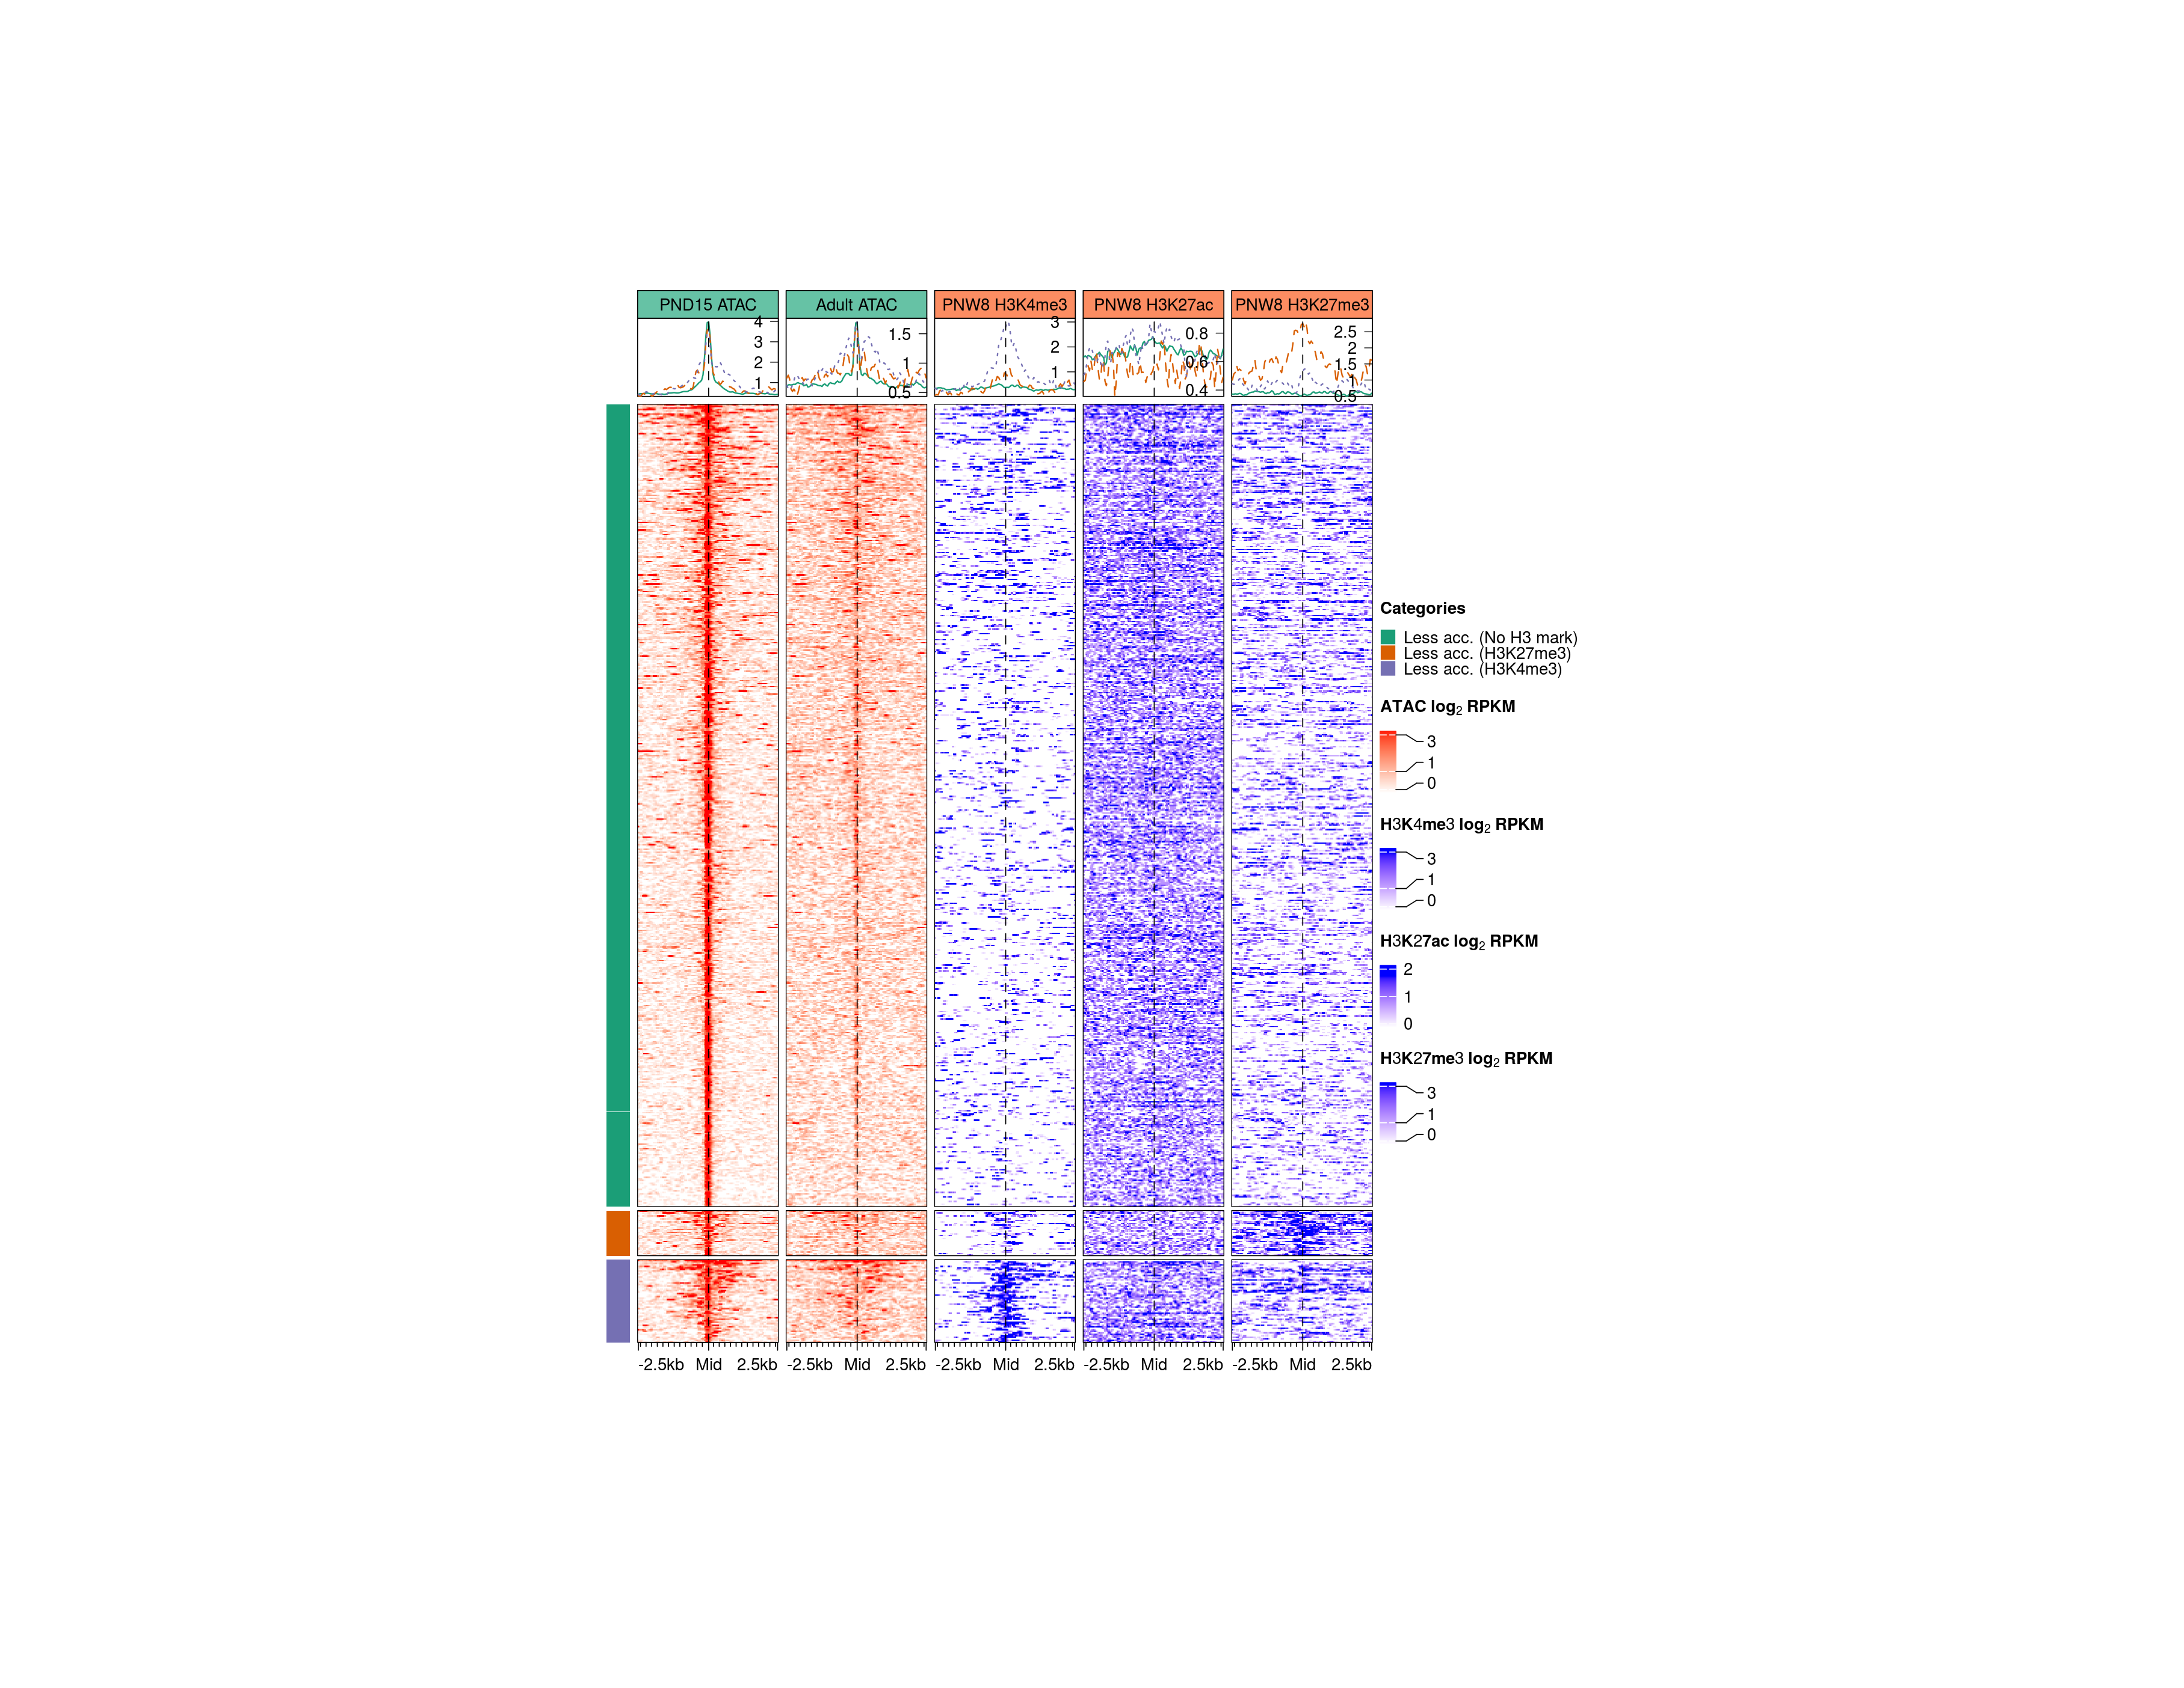 PND15 ATAC
Adult ATAC
PNW8 H3K4me3
PNW8 H3K27ac
PNW8 H3K27me3
4
3
2
1
1.5
1
0.5
3
2
1
0.8
0.6
0.4
2.5
2
1.5
1
0.5
Categories
Less acc. (No H3 mark)
Less acc. (H3K27me3)
Less acc. (H3K4me3)
ATAC log2 RPKM
3
1
0
H3K4me3 log2 RPKM
3
1
0
H3K27ac log2 RPKM
2
1
0
H3K27me3 log2 RPKM
3
1
0
-2.5kb Mid 2.5kb
-2.5kb Mid 2.5kb
-2.5kb Mid 2.5kb
-2.5kb Mid 2.5kb
-2.5kb Mid 2.5kb